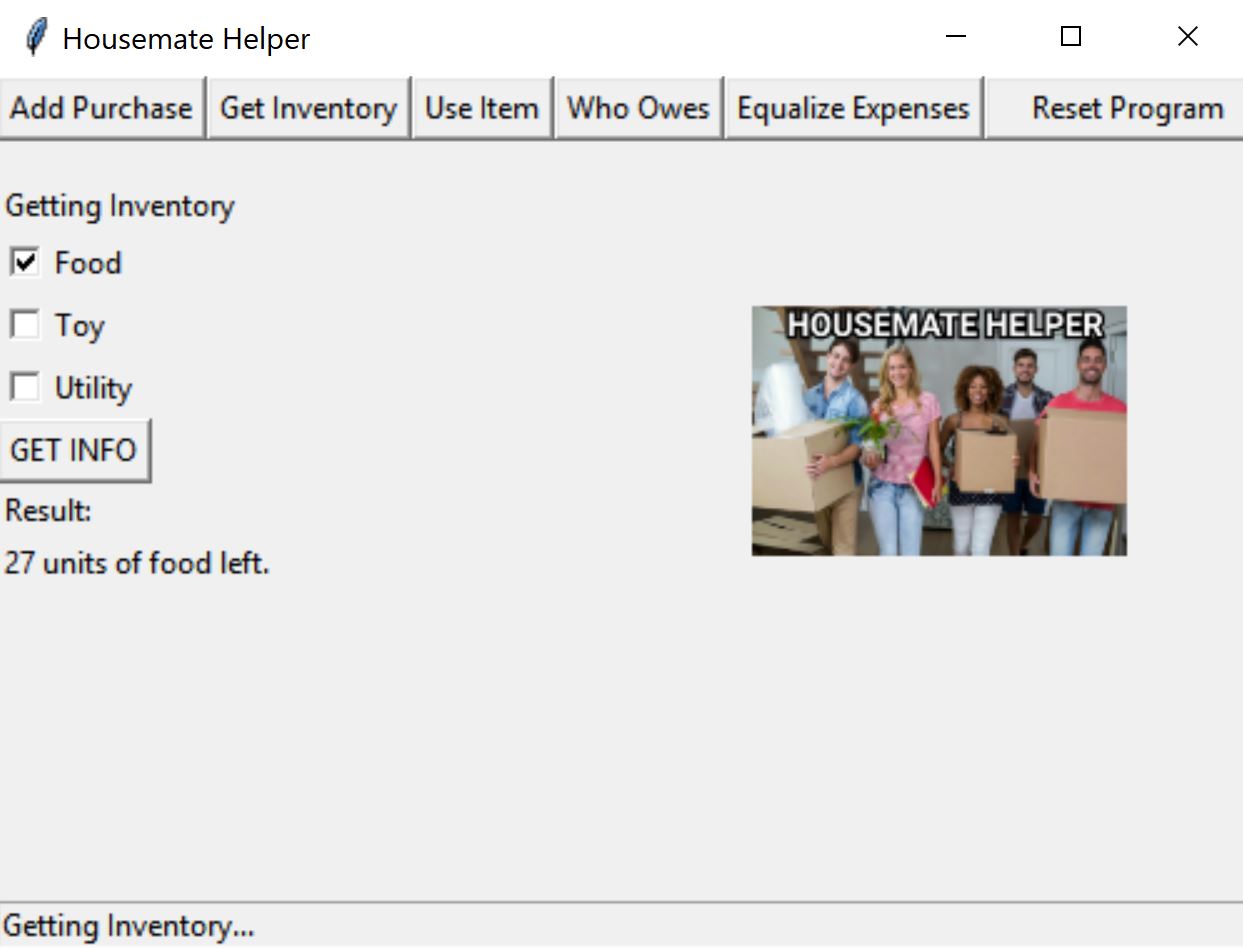 Housemate Helper
Add Purchase Get Inventory Use Item Who Owes Equalize Expenses Reset Program
Getting Inventory
Food
Toy
Utility
GET INFO
Result:
27 units of food left.
HOUSEMATE HELPER
Getting Inventory...